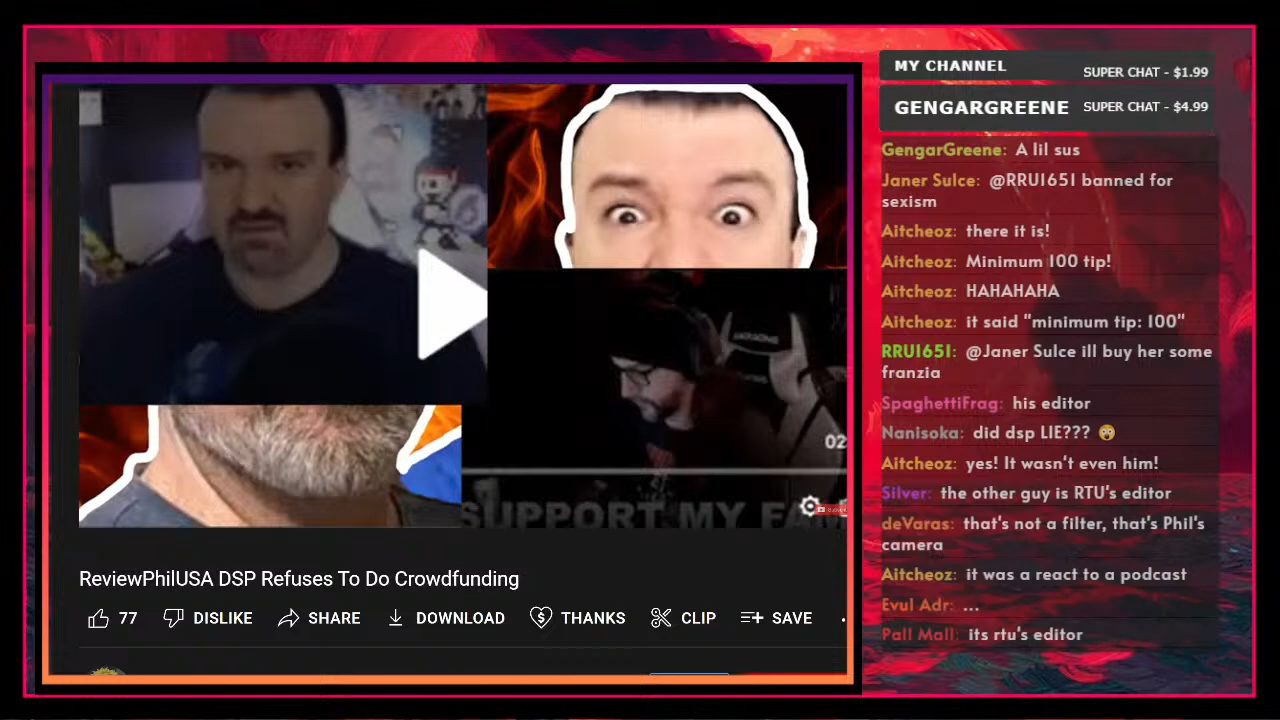 MY CHANNEL
SUPER CHAT - $1.99
GENGARGREENE
SUPER CHAT - $4.99
GengarGreene: A lil sus
Janer Sulce: @RRU1651 banned for
sexism
Aitcheoz: there it is!
Aitcheoz: Minimum 100 tip!
Aitcheoz: HAHAHAHA
Aitcheoz: it said "minimum tip: 100"
RRU1651: @Janer Sulce ill buy her some
franzia
SpaghettiFrag: his editor
Nanisoka: did dsp LIE??? 😲
Aitcheoz: yes! It wasn't even him!
Silver: the other guy is RTU's editor
deVaras: that's not a filter, that's Phil's
camera
Aitcheoz: it was a react to a podcast
Evul Adr: ...
Pall Mall: its rtu's editor
02
SUPPORT MY FAM
ReviewPhilUSA DSP Refuses To Do Crowdfunding
77 DISLIKE SHARE DOWNLOAD THANKS CLIP SAVE